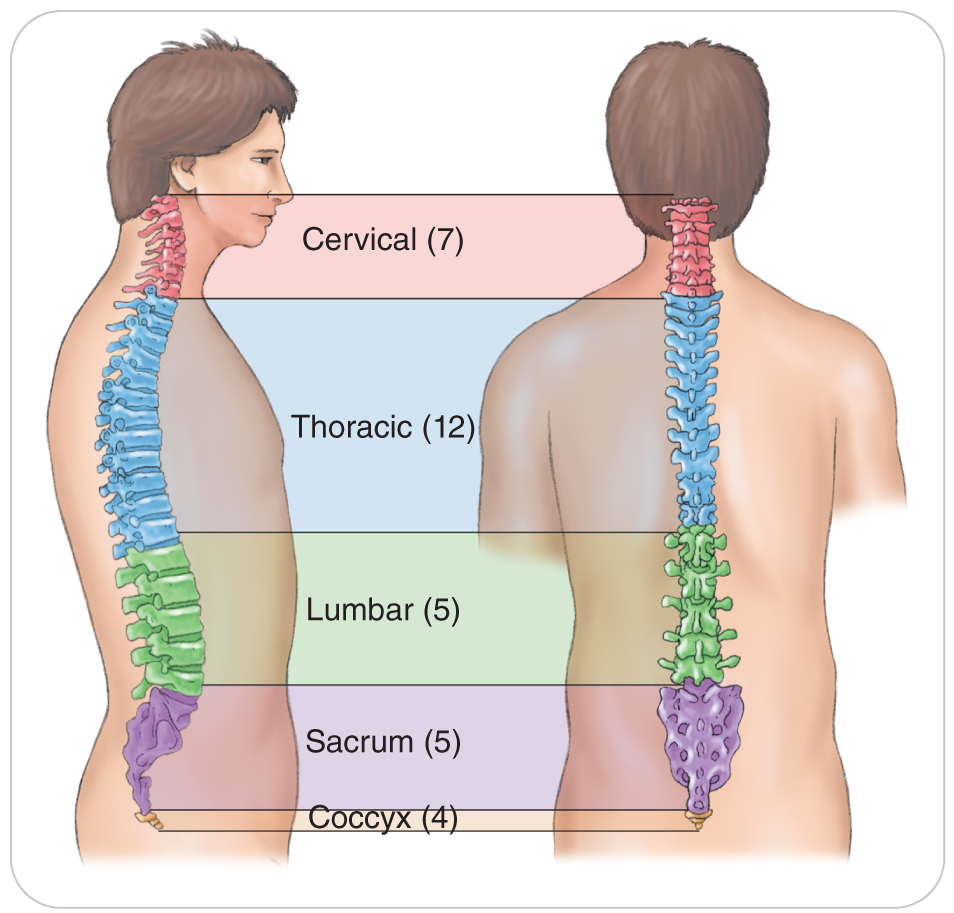 Cervical (7)
Thoracic (12)
Lumbar (5)
Sacrum (5)
Coccyx (4)